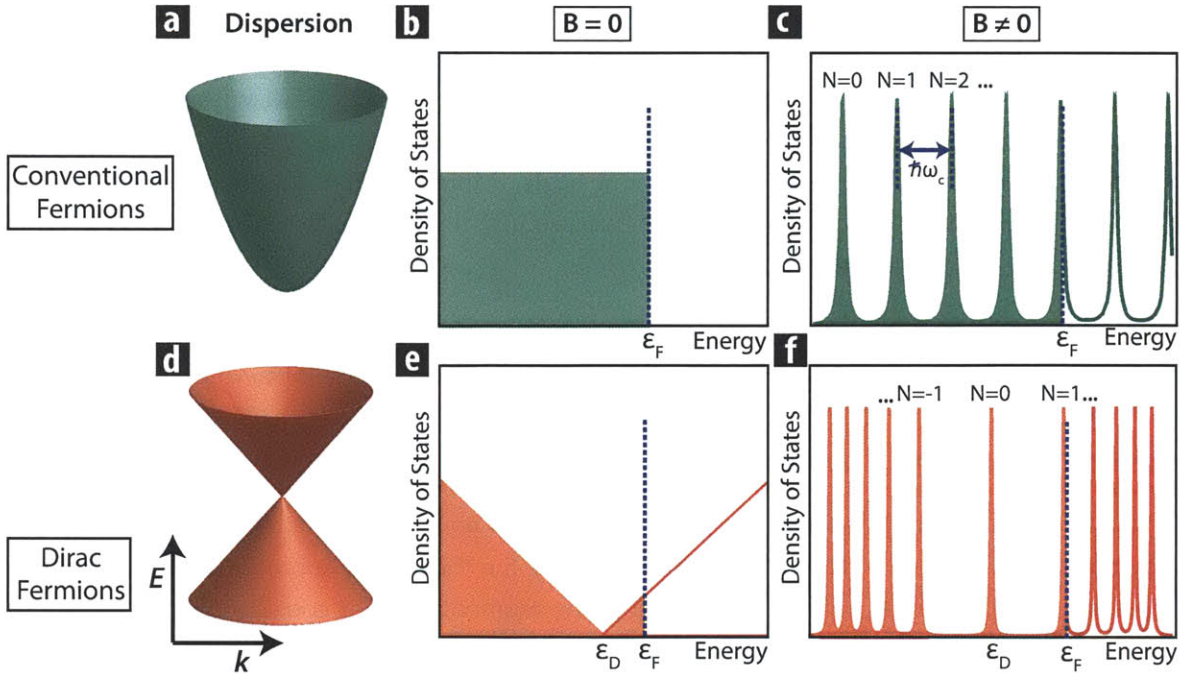 a Dispersion
b B = 0
c B ≠ 0
Conventional
Fermions
Density of States
ε_F Energy
Density of States
N=0 N=1 N=2 ...
ℏω_c
ε_F Energy
d
e
f
Dirac
Fermions
E
k
Density of States
ε_D ε_F Energy
Density of States
... N=-1 N=0 N=1...
ε_D ε_F Energy